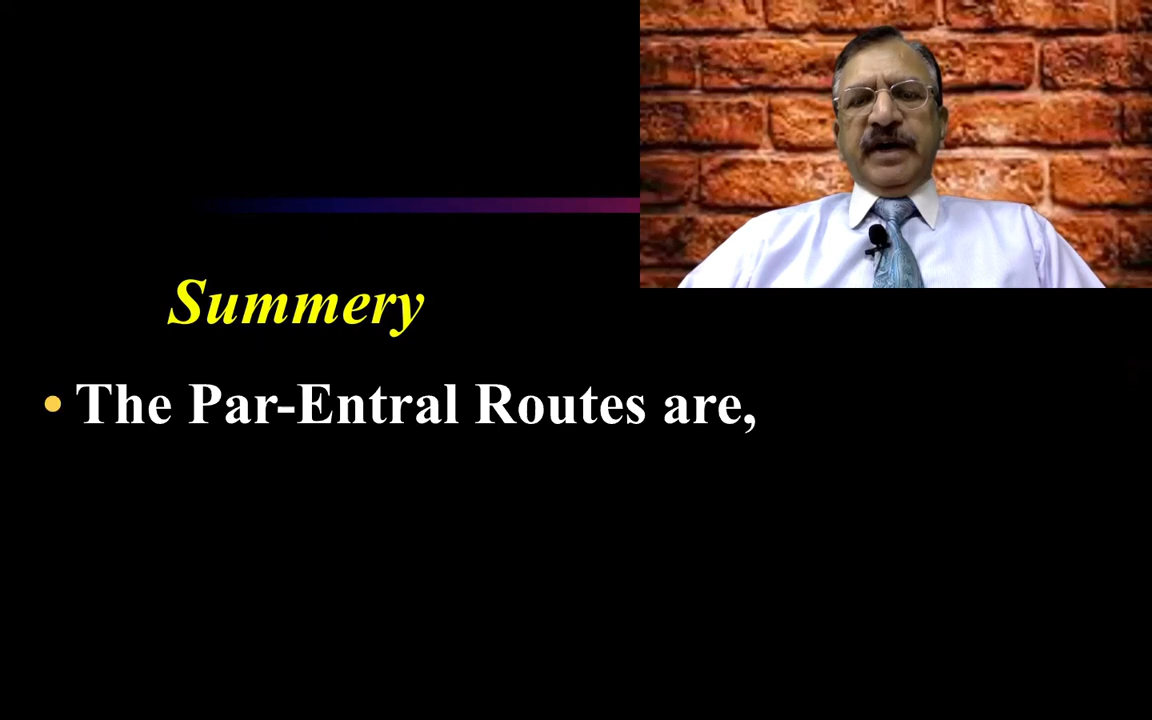 Summery
• The Par-Entral Routes are,